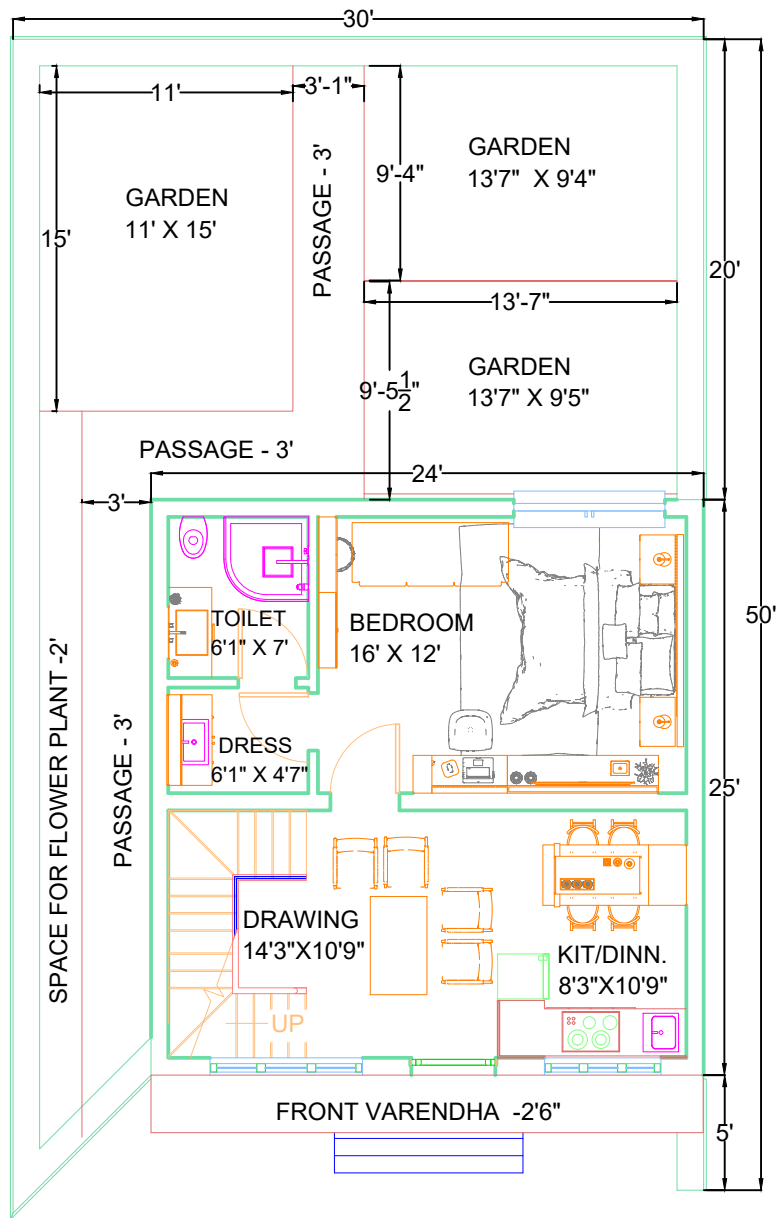 30'
11'
3'-1"
GARDEN
11' X 15'
15'
PASSAGE - 3'
9'-4"
GARDEN
13'7" X 9'4"
20'
13'-7"
9'-5 1/2"
GARDEN
13'7" X 9'5"
PASSAGE - 3'
24'
3'
TOILET
6'1" X 7'
BEDROOM
16' X 12'
50'
DRESS
6'1" X 4'7"
PASSAGE - 3'
SPACE FOR FLOWER PLANT -2'
25'
DRAWING
14'3"X10'9"
KIT/DINN.
8'3"X10'9"
UP
FRONT VARENDHA -2'6"
5'